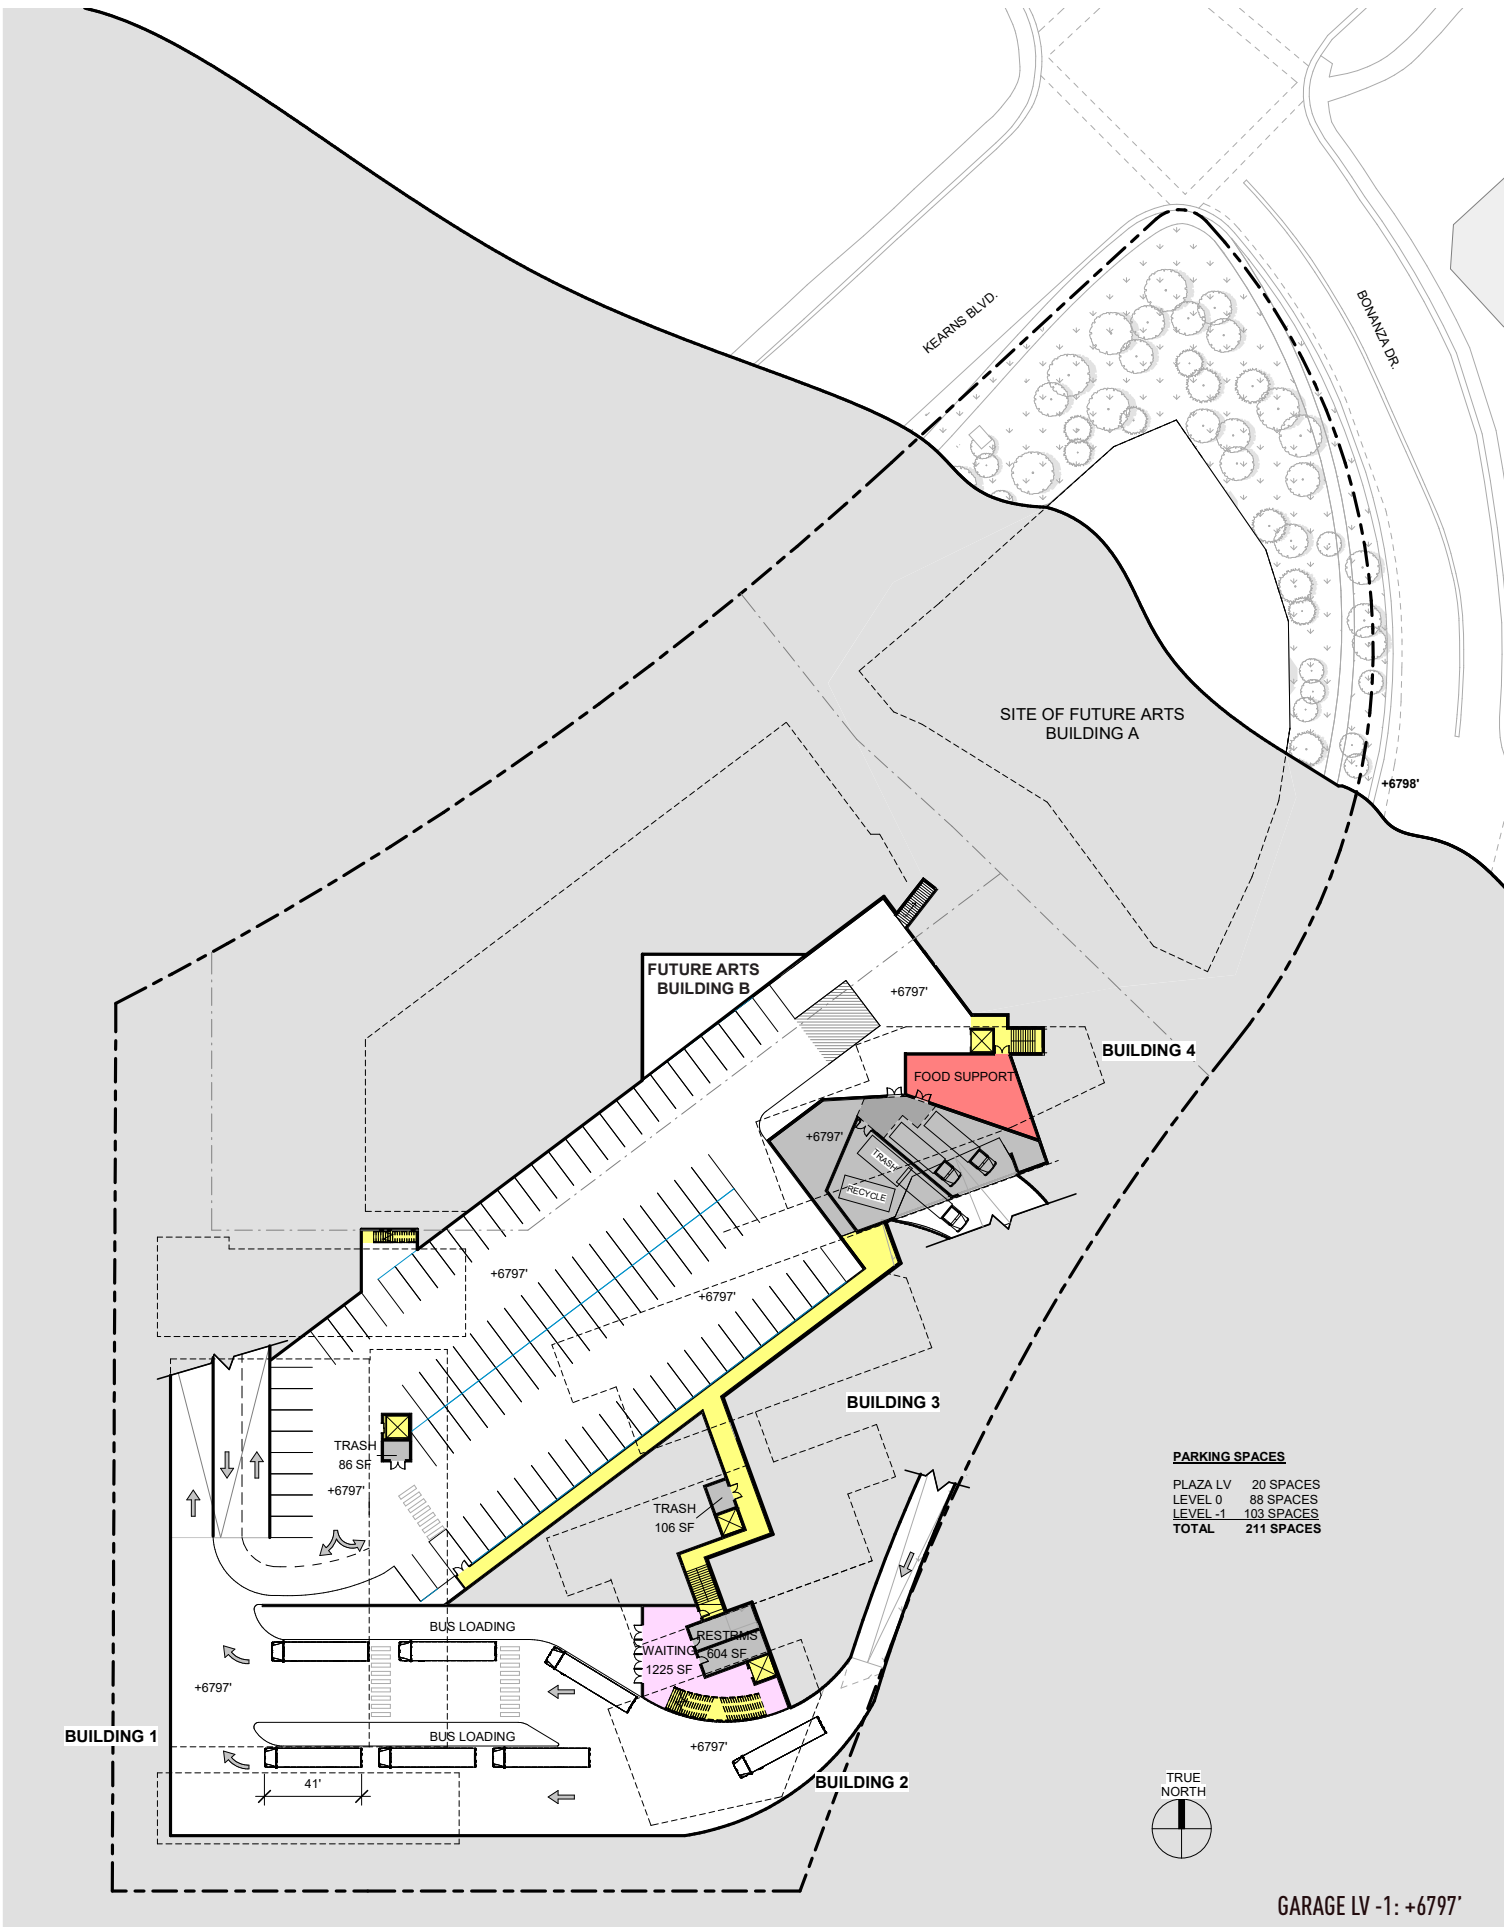 KEARNS BLVD.
BONANZA DR.
SITE OF FUTURE ARTS
BUILDING A
+6798'
FUTURE ARTS
BUILDING B
+6797'
BUILDING 4
FOOD SUPPORT
+6797'
TRASH
RECYCLE
+6797'
+6797'
BUILDING 3
TRASH
86 SF
+6797'
TRASH
106 SF
PARKING SPACES
PLAZA LV 20 SPACES
LEVEL 0 88 SPACES
LEVEL -1 103 SPACES
TOTAL 211 SPACES
BUS LOADING
RESTRMS
604 SF
WAITING
1225 SF
+6797'
BUS LOADING
+6797'
BUILDING 1
41'
BUILDING 2
TRUE
NORTH
GARAGE LV -1: +6797'